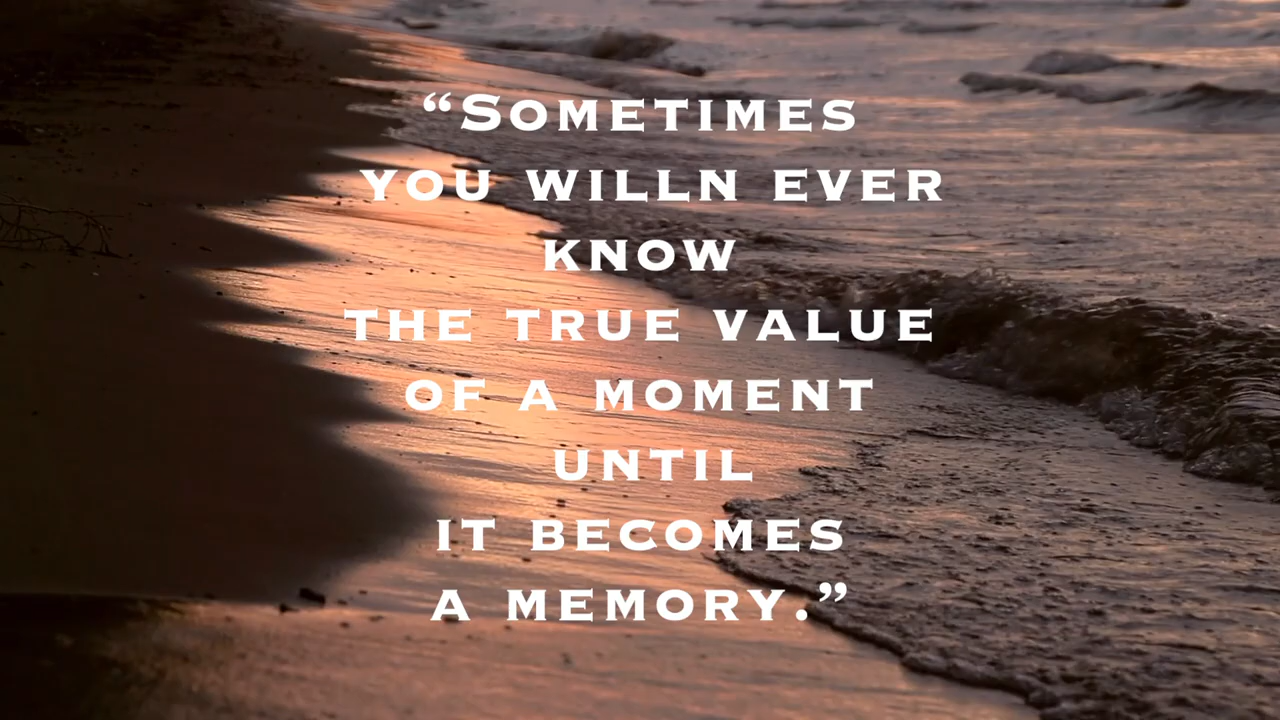 “SOMETIMES
YOU WILLN EVER
KNOW
THE TRUE VALUE
OF A MOMENT
UNTIL
IT BECOMES
A MEMORY.”